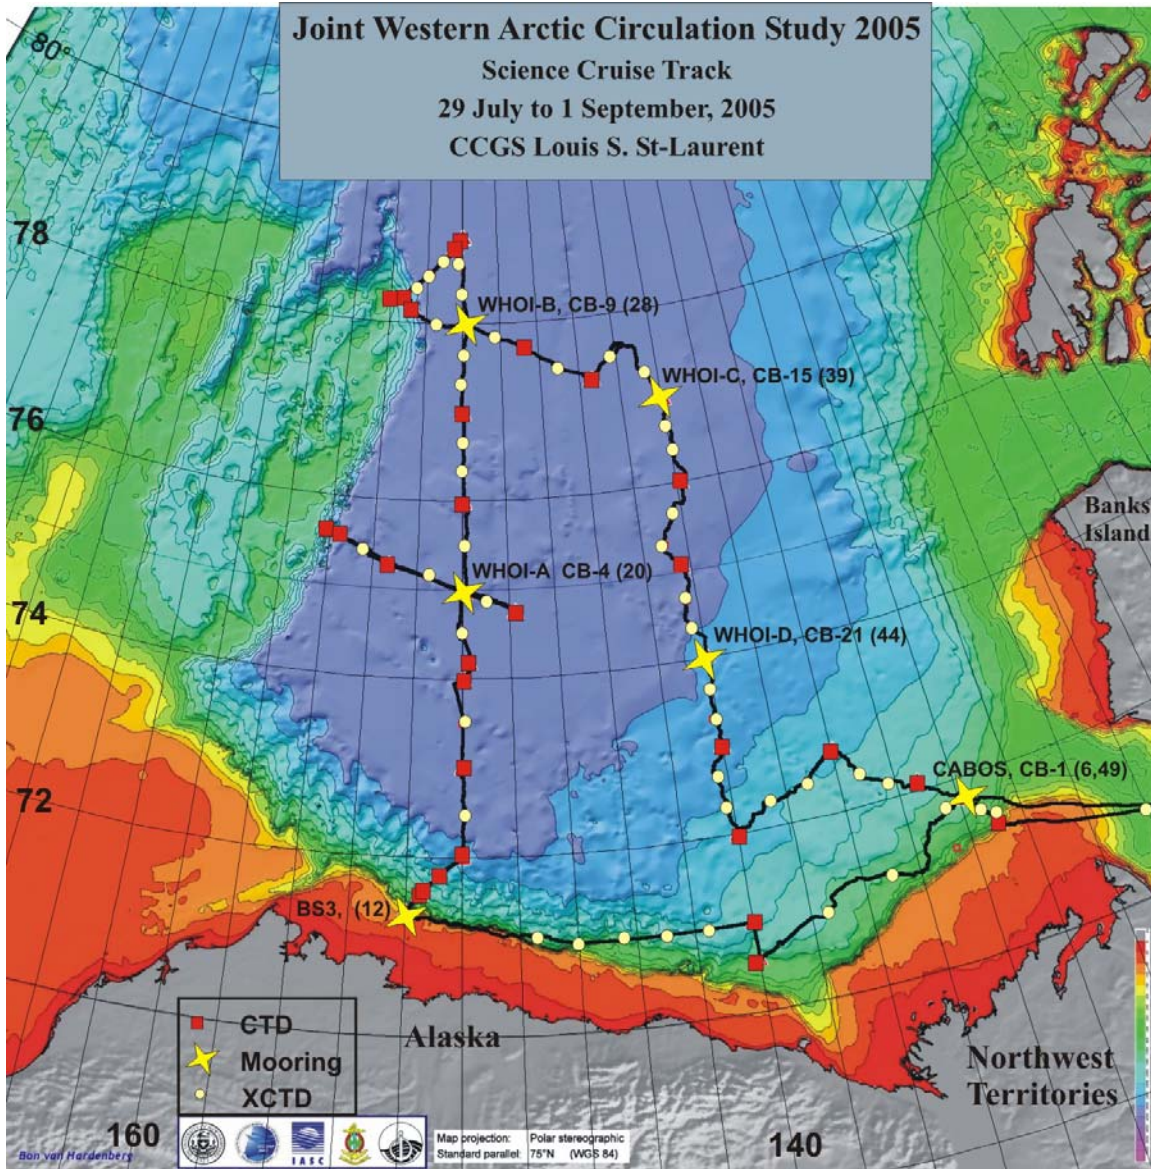 Joint Western Arctic Circulation Study 2005
Science Cruise Track
29 July to 1 September, 2005
CCGS Louis S. St-Laurent
80°
78
WHOI-B, CB-9 (28)
WHOI-C, CB-15 (39)
76
Banks
Island
WHOI-A CB-4 (20)
74
WHOI-D, CB-21 (44)
CABOS, CB-1 (6,49)
72
BS3, (12)
CTD
Mooring
XCTD
Alaska
Northwest
Territories
160
140
IASC
Map projection: Polar stereographic
Standard parallel: 75°N (WGS 84)
Bon van Hardenberg